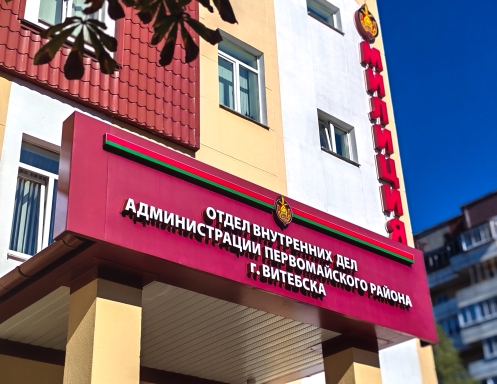 МИЛИЦИЯ
ОТДЕЛ ВНУТРЕННИХ ДЕЛ
АДМИНИСТРАЦИИ ПЕРВОМАЙСКОГО РАЙОНА
Г. ВИТЕБСКА